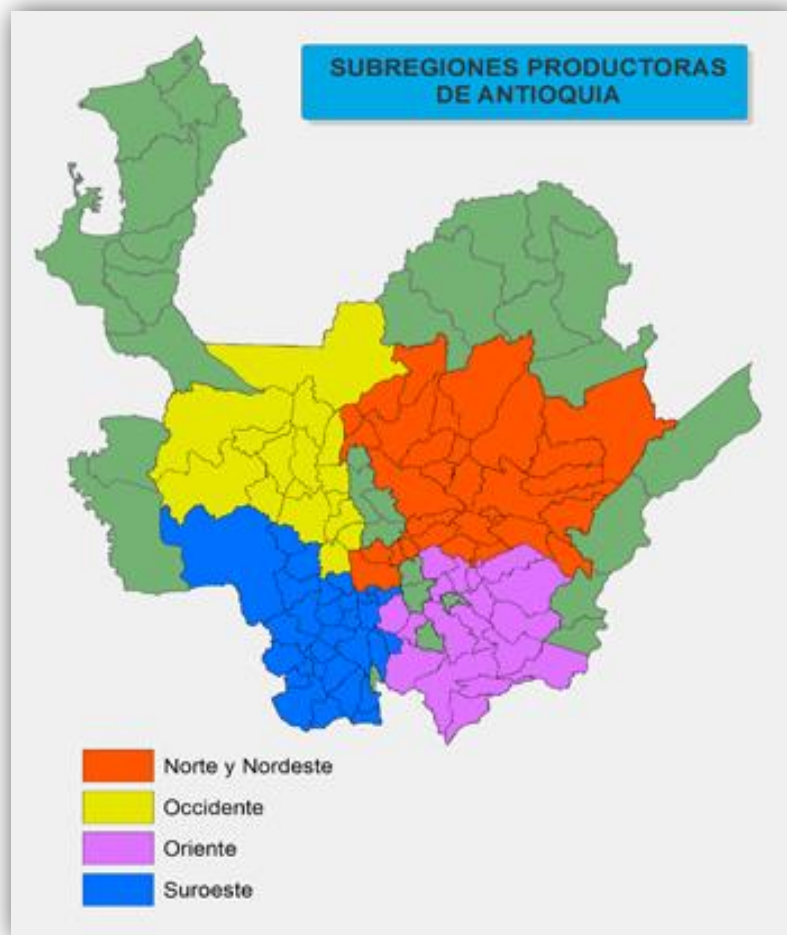 SUBREGIONES PRODUCTORAS
DE ANTIOQUIA
Norte y Nordeste
Occidente
Oriente
Suroeste